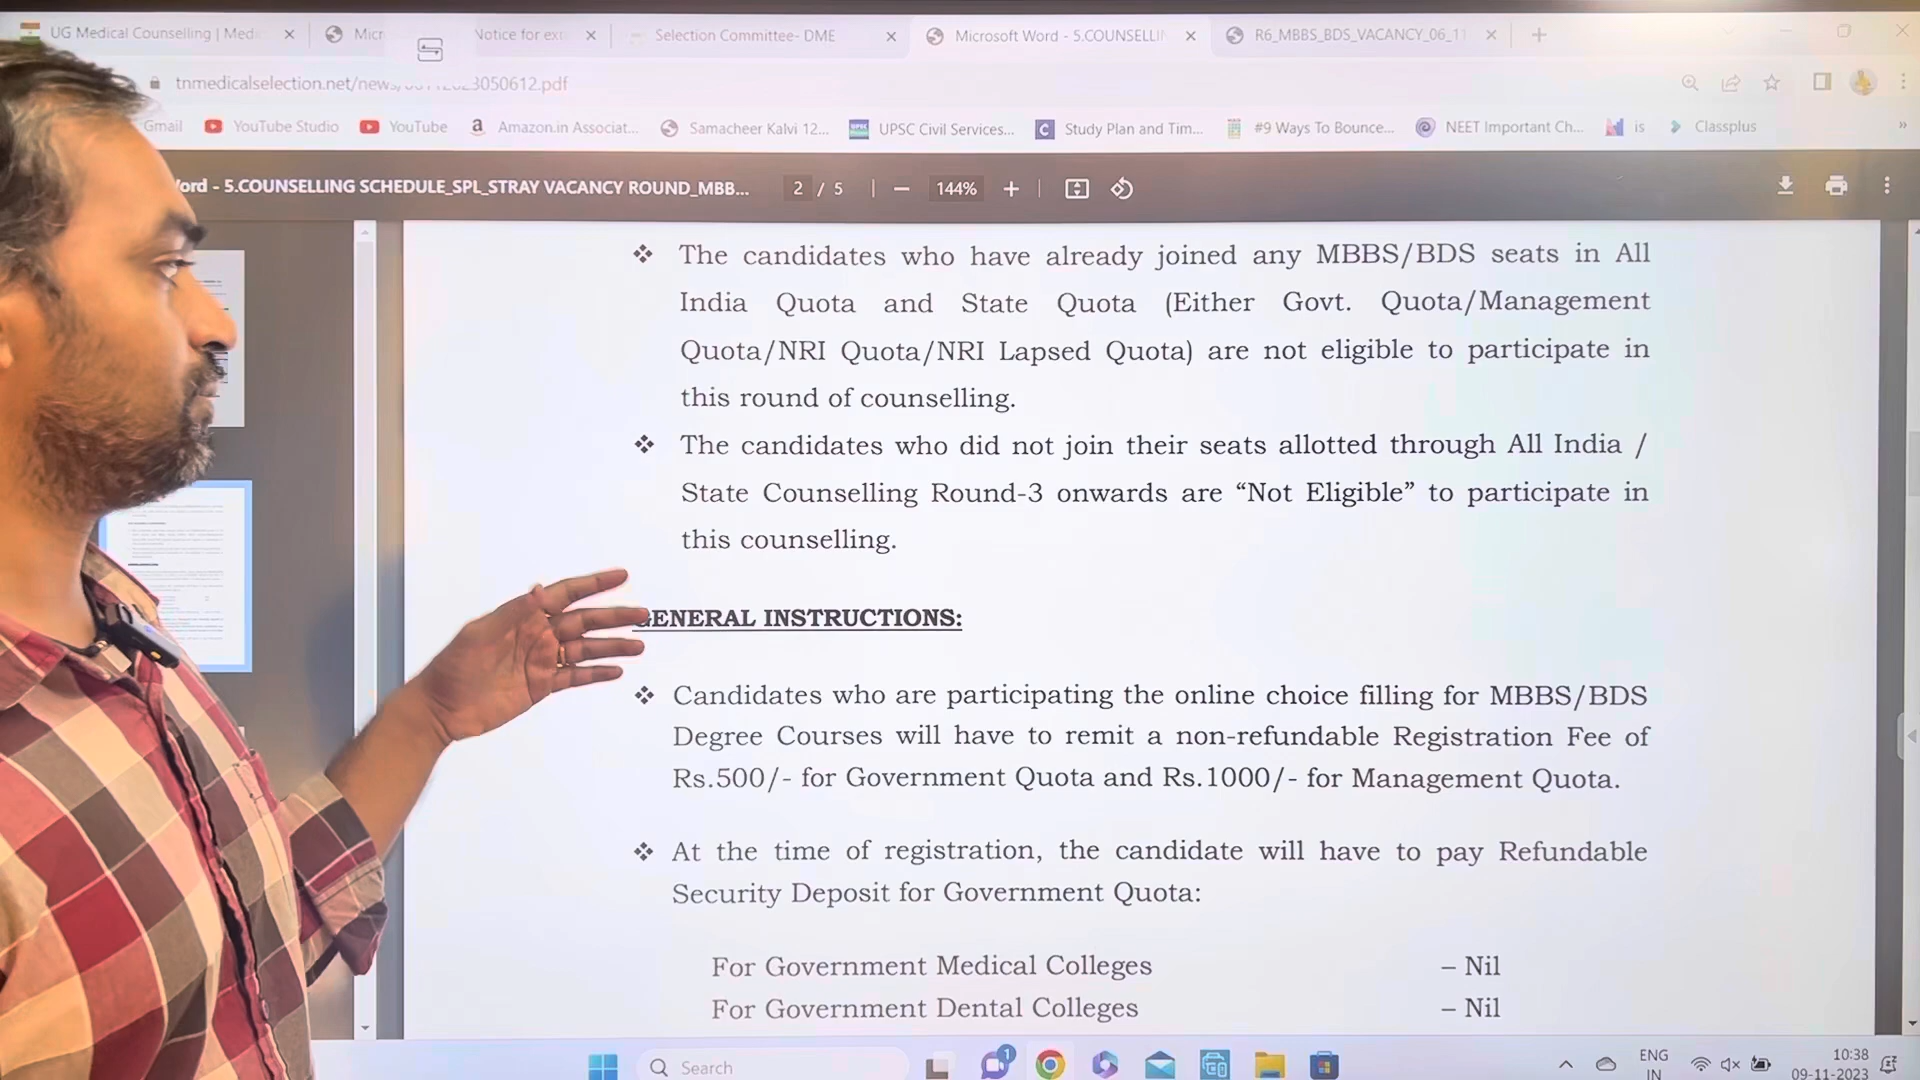 UG Medical Counselling | Medi
Micr
Notice for ex
Selection Committee- DME
Microsoft Word - 5.COUNSELLIN
R6_MBBS_BDS_VACANCY_06_11
tnmedicalselection.net/news/
3050612.pdf
Gmail
YouTube Studio
YouTube
Amazon.in Associat...
Samacheer Kalvi 12...
UPSC Civil Services...
Study Plan and Tim...
#9 Ways To Bounce...
NEET Important Ch...
is
Classplus
ord - 5.COUNSELLING SCHEDULE_SPL_STRAY VACANCY ROUND_MBB...
2 / 5
144%
❖ The candidates who have already joined any MBBS/BDS seats in All
India Quota and State Quota (Either Govt. Quota/Management
Quota/NRI Quota/NRI Lapsed Quota) are not eligible to participate in
this round of counselling.
❖ The candidates who did not join their seats allotted through All India /
State Counselling Round-3 onwards are “Not Eligible” to participate in
this counselling.
GENERAL INSTRUCTIONS:
❖ Candidates who are participating the online choice filling for MBBS/BDS
Degree Courses will have to remit a non-refundable Registration Fee of
Rs.500/- for Government Quota and Rs.1000/- for Management Quota.
❖ At the time of registration, the candidate will have to pay Refundable
Security Deposit for Government Quota:
For Government Medical Colleges – Nil
For Government Dental Colleges – Nil
Search
1
ENG
IN
10:38
09-11-2023